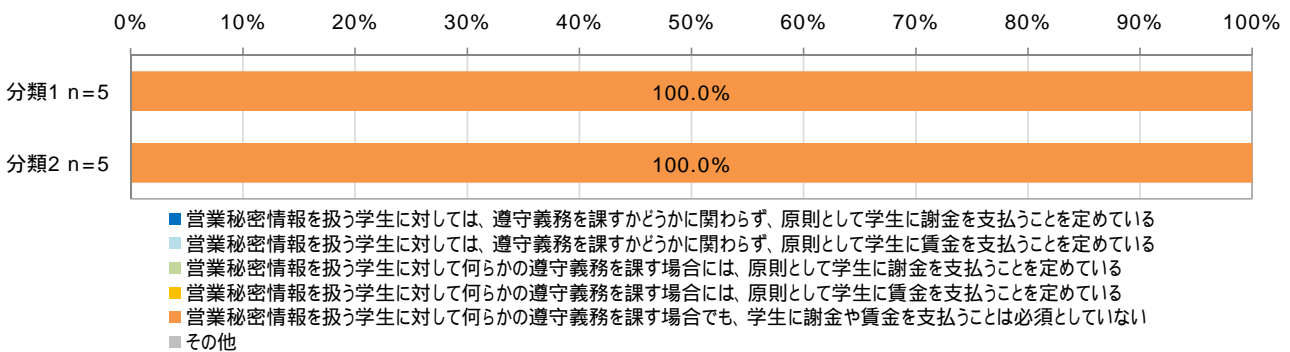 0% 10% 20% 30% 40% 50% 60% 70% 80% 90% 100%
分類1 n=5 100.0%
分類2 n=5 100.0%
営業秘密情報を扱う学生に対しては、遵守義務を課すかどうかに関わらず、原則として学生に謝金を支払うことを定めている
営業秘密情報を扱う学生に対しては、遵守義務を課すかどうかに関わらず、原則として学生に賃金を支払うことを定めている
営業秘密情報を扱う学生に対して何らかの遵守義務を課す場合には、原則として学生に謝金を支払うことを定めている
営業秘密情報を扱う学生に対して何らかの遵守義務を課す場合には、原則として学生に賃金を支払うことを定めている
営業秘密情報を扱う学生に対して何らかの遵守義務を課す場合でも、学生に謝金や賃金を支払うことは必須としていない
その他